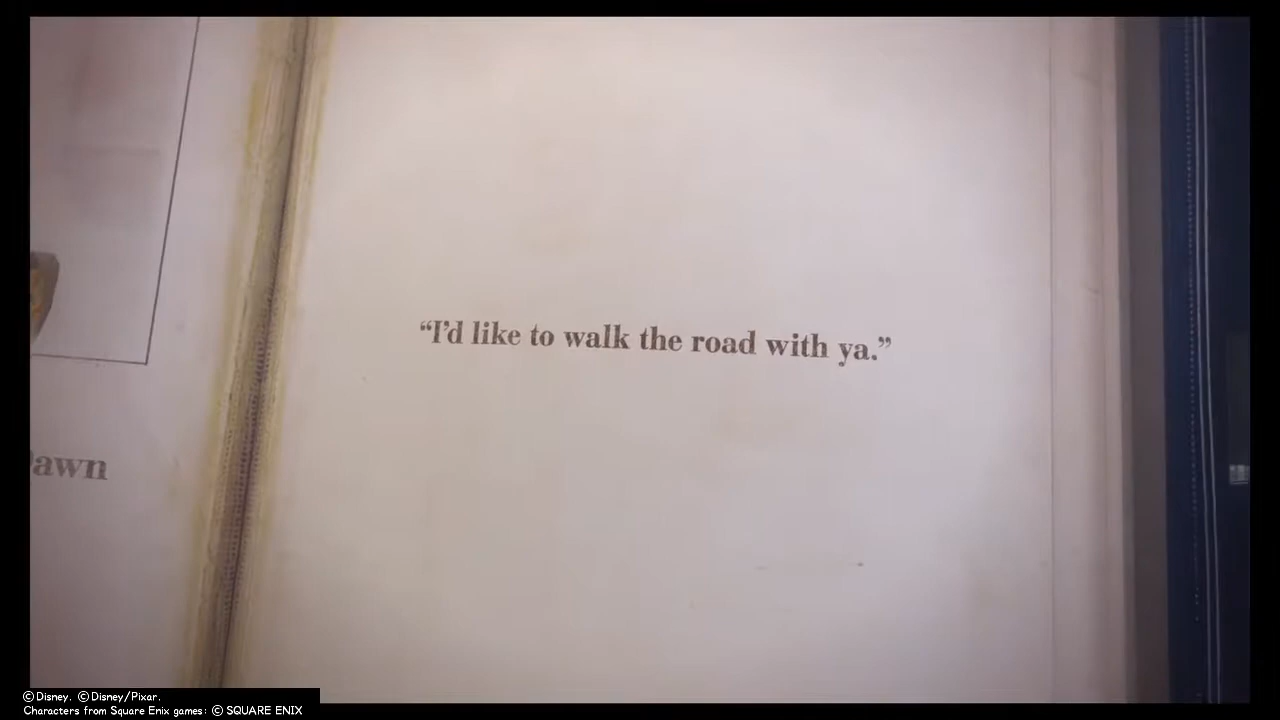 “I’d like to walk the road with ya.”
awn
©Disney. ©Disney/Pixar.
Characters from Square Enix games: © SQUARE ENIX